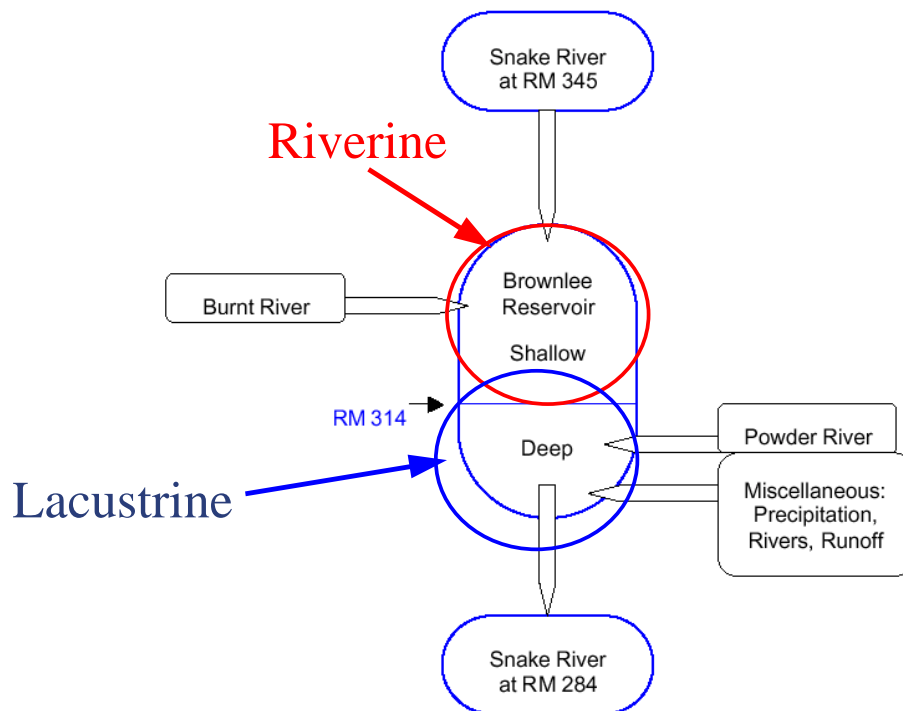 Snake River
at RM 345
Riverine
Brownlee
Reservoir
Burnt River
Shallow
RM 314
Powder River
Deep
Lacustrine
Miscellaneous:
Precipitation,
Rivers, Runoff
Snake River
at RM 284